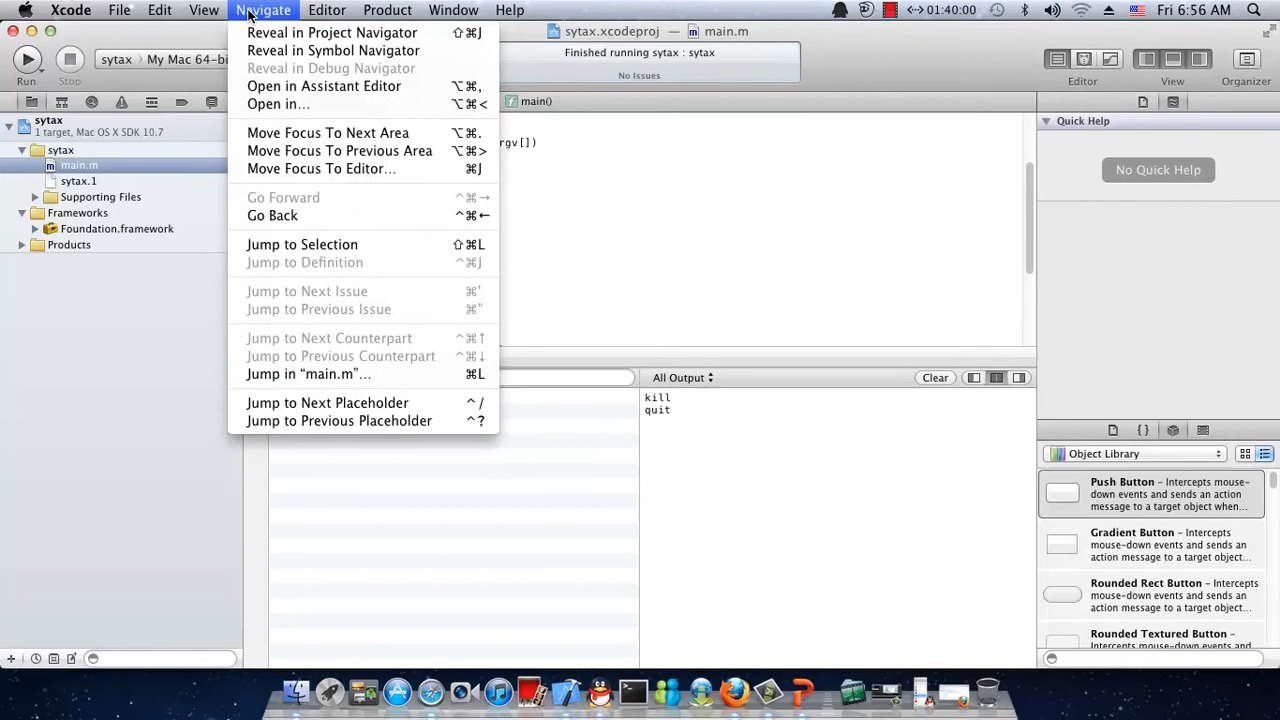 Xcode File Edit View Navigate Editor Product Window Help (01:40:00) Fri 6:56 AM
sytax.xcodeproj — main.m
sytax My Mac 64-bi
Finished running sytax : sytax
No Issues
Run Stop Editor View Organizer
Reveal in Project Navigator ⇧⌘J
Reveal in Symbol Navigator
Reveal in Debug Navigator
Open in Assistant Editor ⌥⌘,
Open in... ⌥⌘<
Move Focus To Next Area ⌥⌘.
Move Focus To Previous Area ⌥⌘>
Move Focus To Editor... ⌘J
Go Forward ^⌘→
Go Back ^⌘←
Jump to Selection ⇧⌘L
Jump to Definition ^⌘J
Jump to Next Issue ⌘'
Jump to Previous Issue ⌘"
Jump to Next Counterpart ^⌘↑
Jump to Previous Counterpart ^⌘↓
Jump in “main.m”... ⌘L
Jump to Next Placeholder ^/
Jump to Previous Placeholder ^?
sytax
1 target, Mac OS X SDK 10.7
sytax
main.m
sytax.1
Supporting Files
Frameworks
Foundation.framework
Products
main()
rgv[])
All Output Clear
kill
quit
Quick Help
No Quick Help
Object Library
Push Button – Intercepts mouse-
down events and sends an action
message to a target object when...
Gradient Button – Intercepts
mouse-down events and sends an
action message to a target object...
Rounded Rect Button – Intercepts
mouse-down events and sends an
action message to a target object...
Rounded Textured Button –